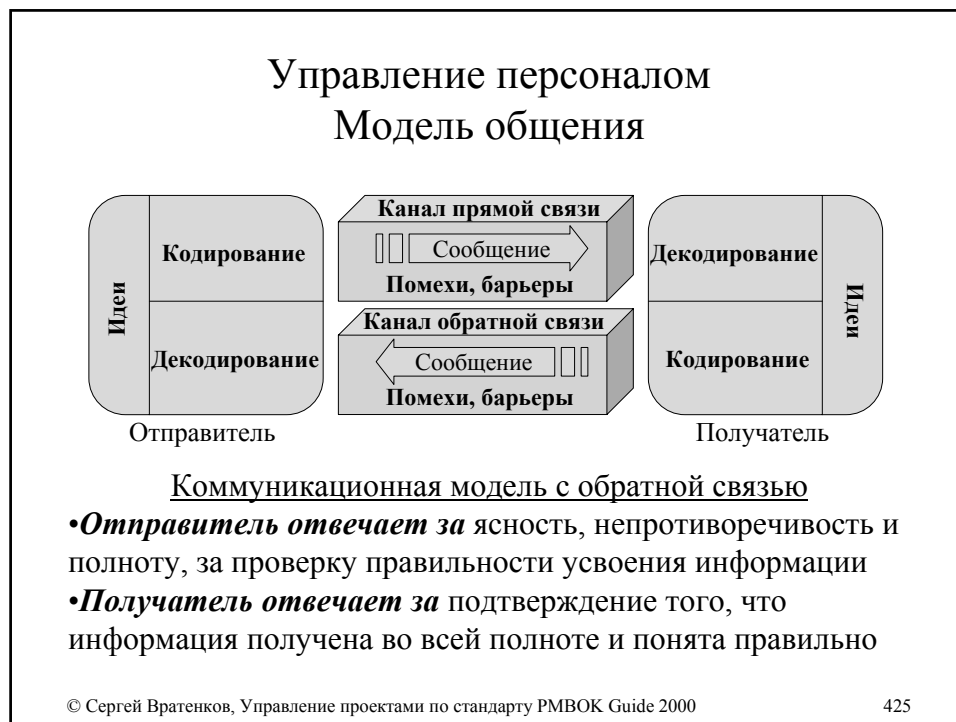 Управление персоналом
Модель общения
Идеи
Кодирование
Декодирование
Отправитель
Канал прямой связи
Сообщение
Помехи, барьеры
Канал обратной связи
Сообщение
Помехи, барьеры
Декодирование
Кодирование
Идеи
Получатель
Коммуникационная модель с обратной связью
•Отправитель отвечает за ясность, непротиворечивость и
полноту, за проверку правильности усвоения информации
•Получатель отвечает за подтверждение того, что
информация получена во всей полноте и понята правильно
© Сергей Вратенков, Управление проектами по стандарту PMBOK Guide 2000 425